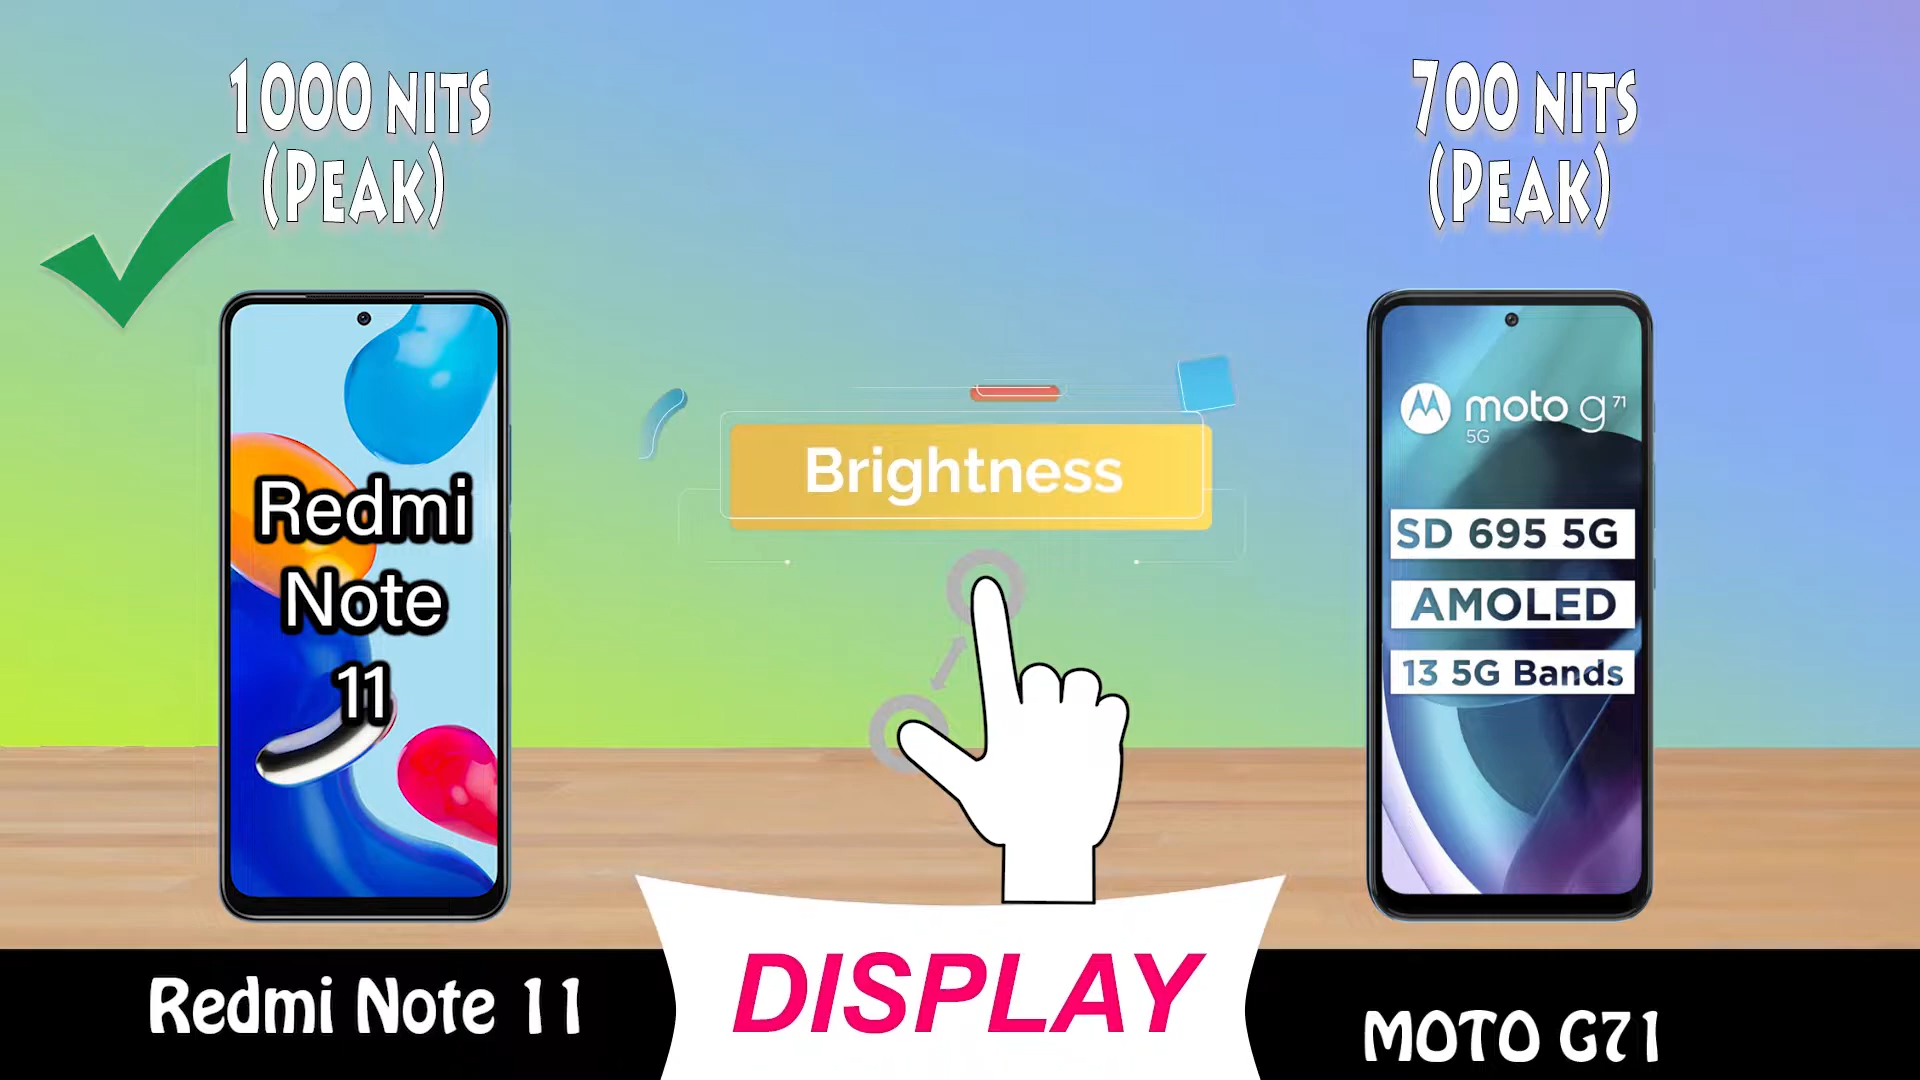 1000 NITS
(PEAK)
700 NITS
(PEAK)
Redmi
Note
11
Brightness
moto g71
5G
SD 695 5G
AMOLED
13 5G Bands
Redmi Note 11
DISPLAY
MOTO G71